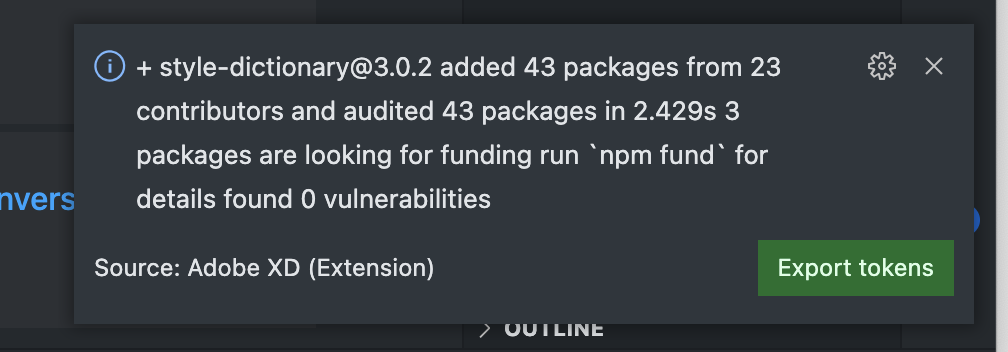 + style-dictionary@3.0.2 added 43 packages from 23
contributors and audited 43 packages in 2.429s 3
packages are looking for funding run `npm fund` for
details found 0 vulnerabilities
nvers
Source: Adobe XD (Extension)
Export tokens
OUTLINE